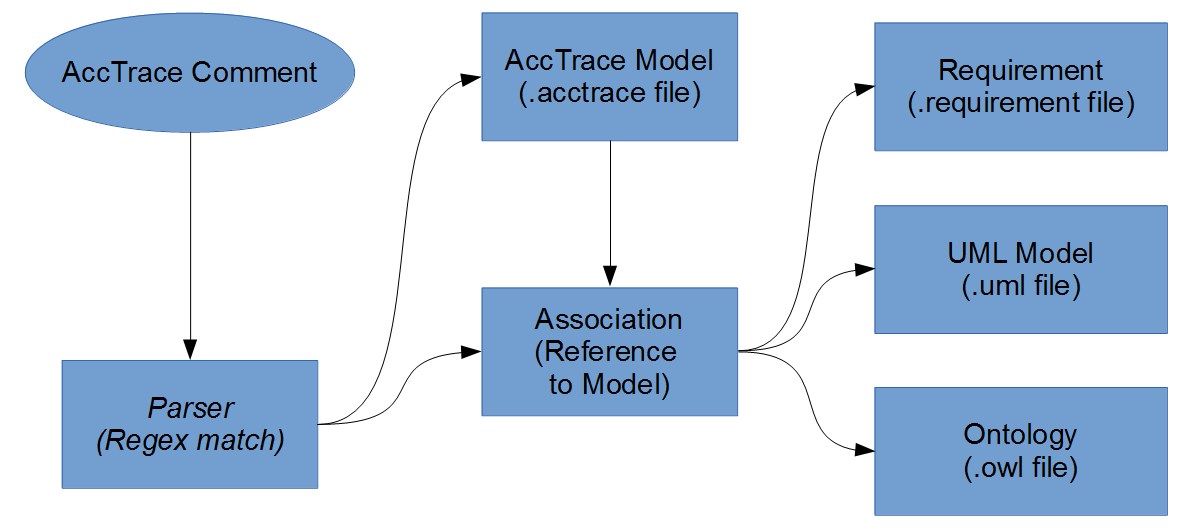 AccTrace Comment
Parser
(Regex match)
AccTrace Model
(.acctrace file)
Association
(Reference
to Model)
Requirement
(.requirement file)
UML Model
(.uml file)
Ontology
(.owl file)